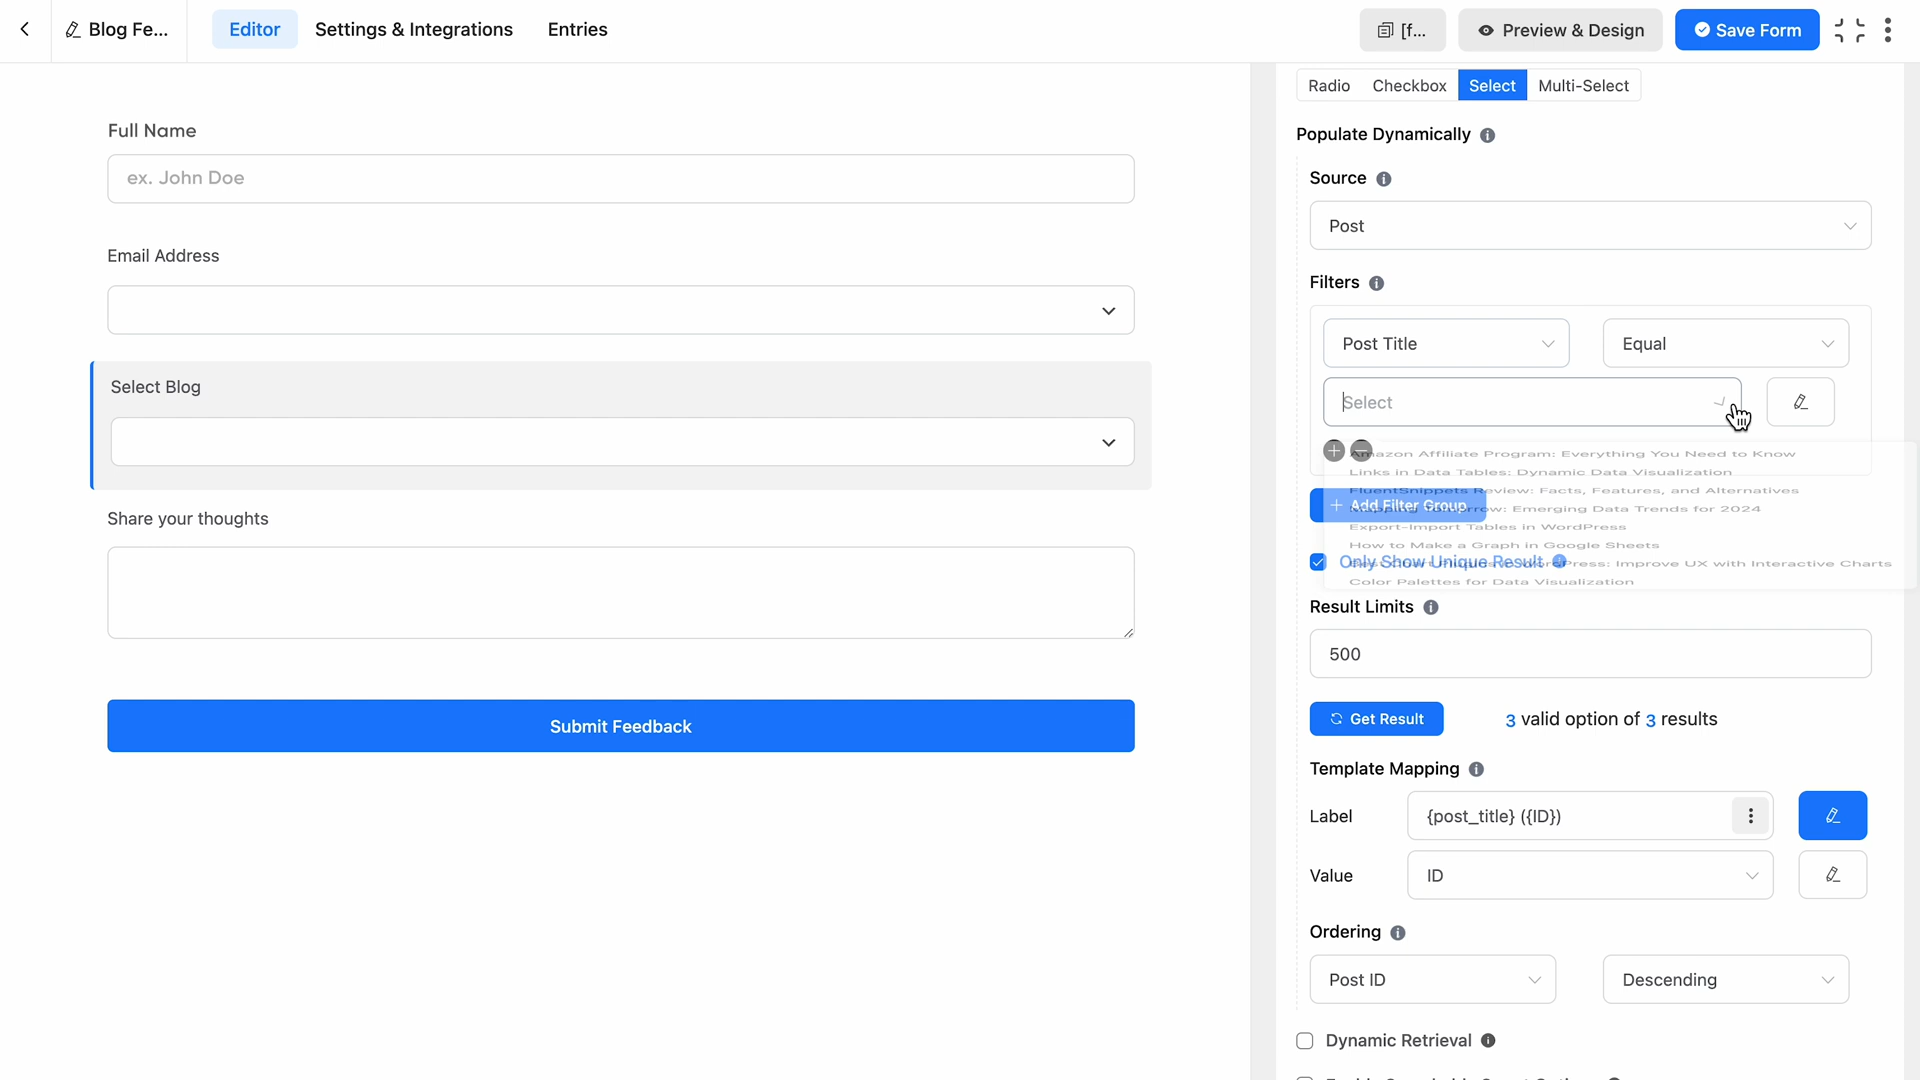 Blog Fe...
Editor
Settings & Integrations
Entries
[f...
Preview & Design
Save Form
Full Name
ex. John Doe
Email Address
Select Blog
Share your thoughts
Submit Feedback
Radio
Checkbox
Select
Multi-Select
Populate Dynamically
Source
Post
Filters
Post Title
Equal
Select
Amazon Affiliate Program: Everything You Need to Know
Links in Data Tables: Dynamic Data Visualization
FluentSnippets Review: Facts, Features, and Alternatives
Add Filter Group
Mapping Tomorrow: Emerging Data Trends for 2024
Export-Import Tables in WordPress
How to Make a Graph in Google Sheets
Only Show Unique Result
WordPress: Improve UX with Interactive Charts
Color Palettes for Data Visualization
Result Limits
500
Get Result
3 valid option of 3 results
Template Mapping
Label
{post_title} ({ID})
Value
ID
Ordering
Post ID
Descending
Dynamic Retrieval